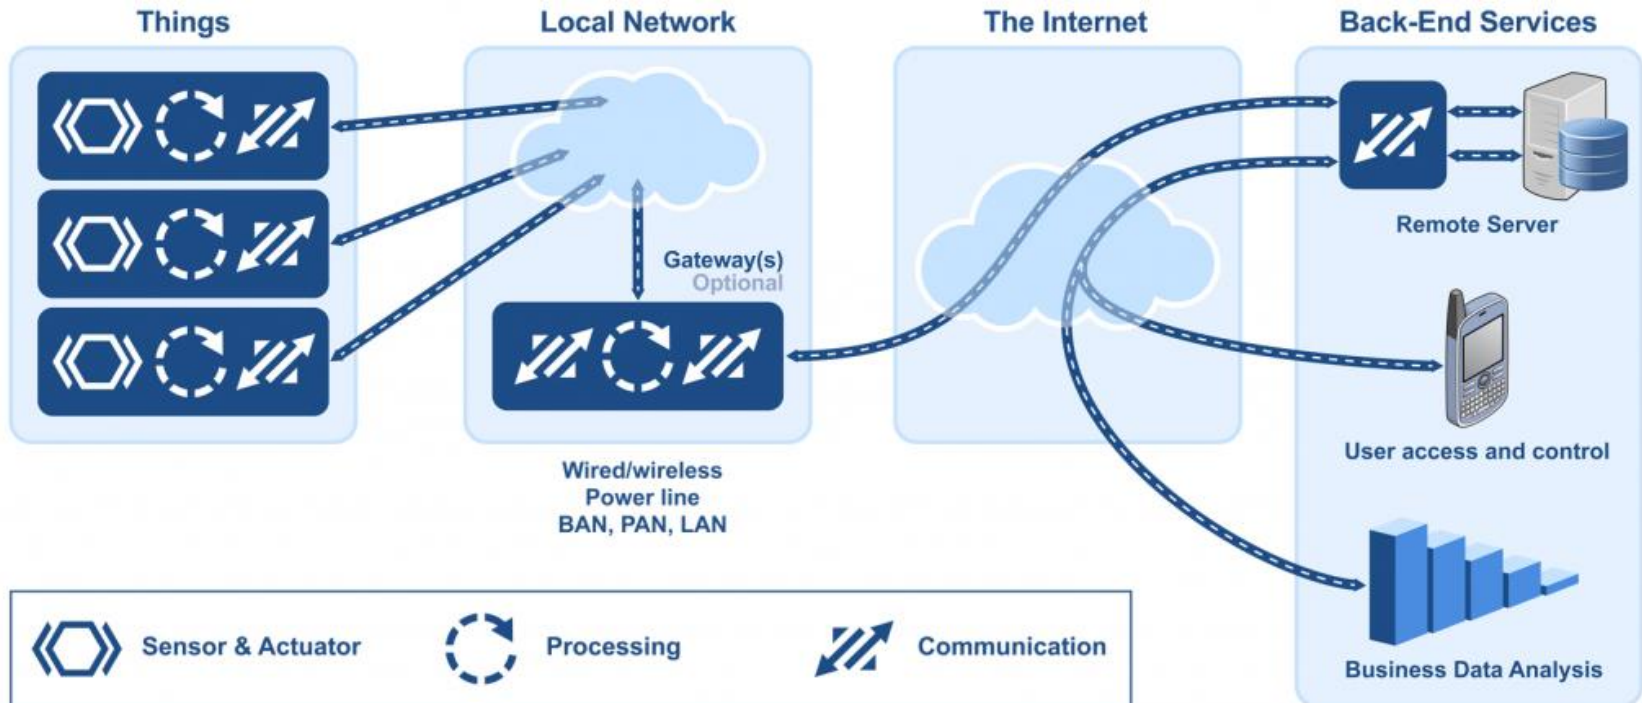 Things
Local Network
The Internet
Back-End Services
Gateway(s)
Optional
Remote Server
User access and control
Wired/wireless
Power line
BAN, PAN, LAN
Business Data Analysis
Sensor & Actuator
Processing
Communication